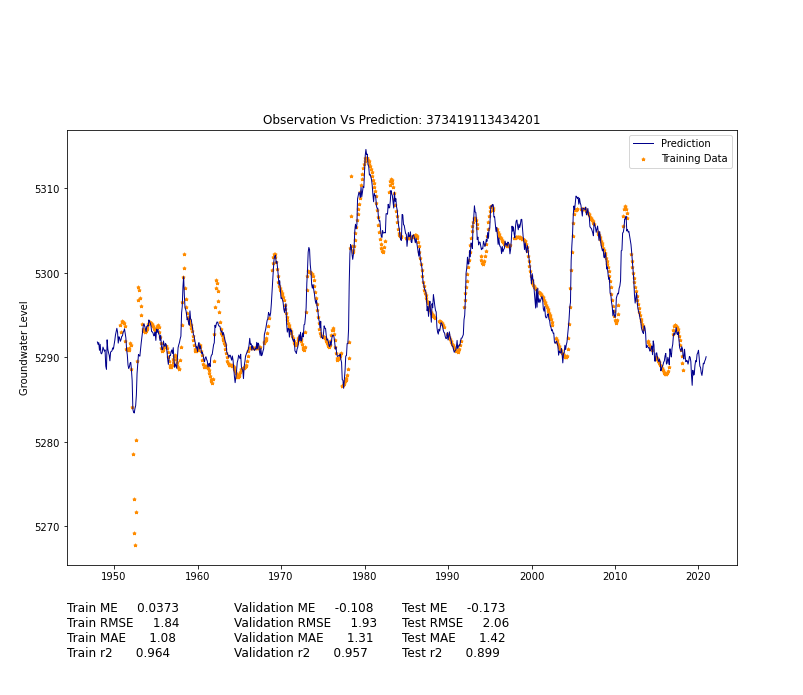 Observation Vs Prediction: 373419113434201
Prediction
Training Data
Groundwater Level
5310
5300
5290
5280
5270
1950 1960 1970 1980 1990 2000 2010 2020
Train ME 0.0373 Validation ME -0.108 Test ME -0.173
Train RMSE 1.84 Validation RMSE 1.93 Test RMSE 2.06
Train MAE 1.08 Validation MAE 1.31 Test MAE 1.42
Train r2 0.964 Validation r2 0.957 Test r2 0.899